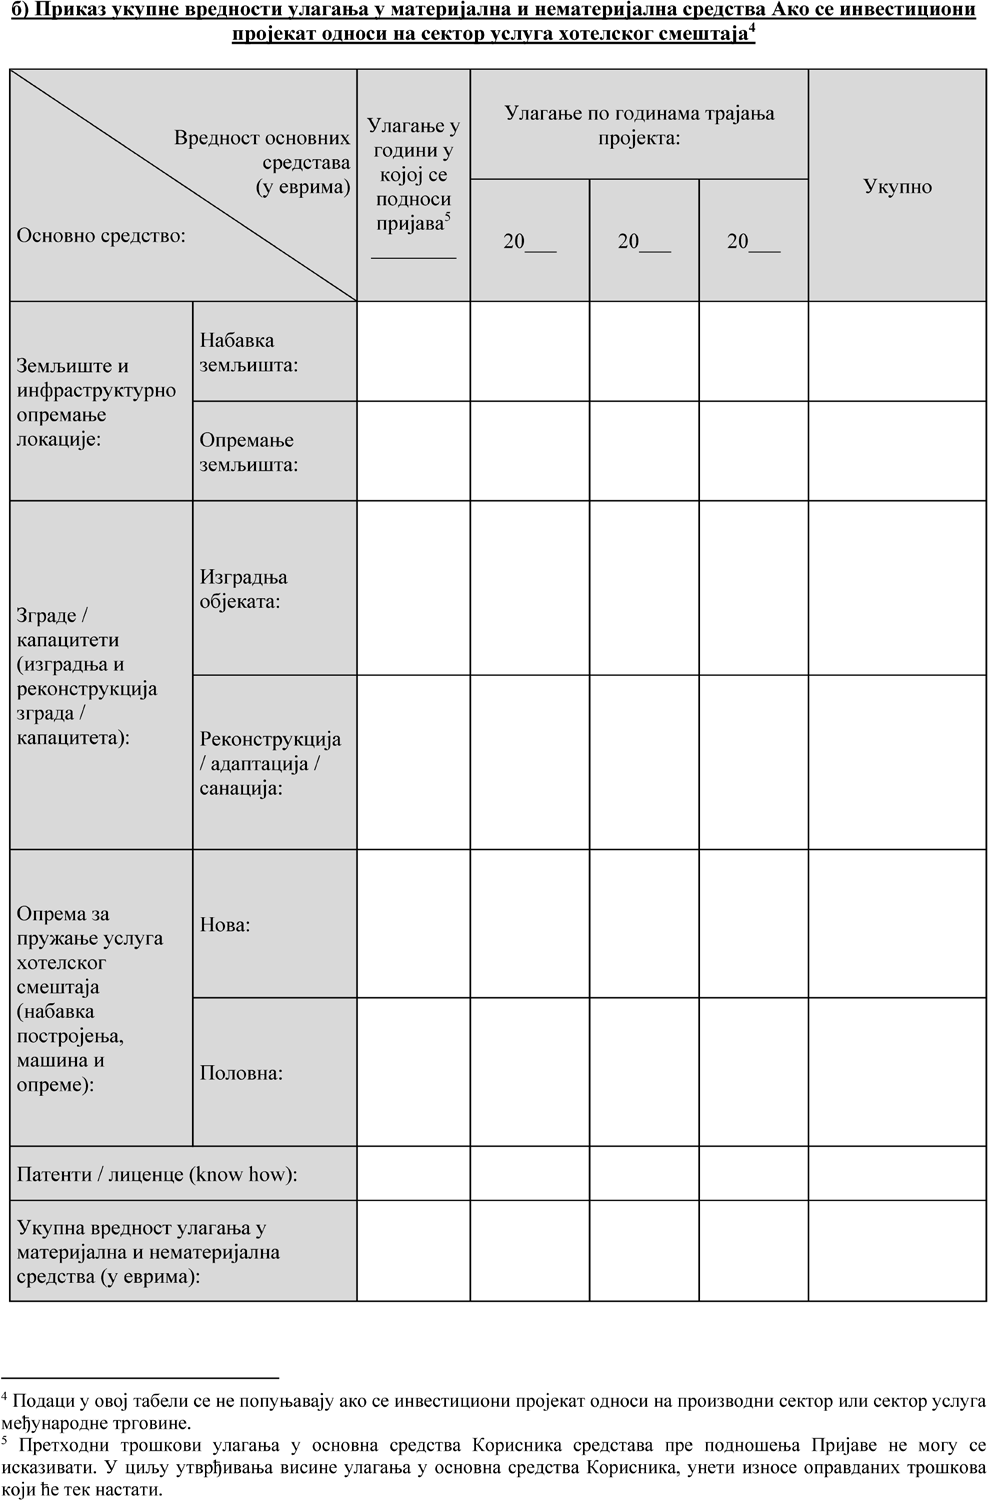 б) Приказ укупне вредности улагања у материјална и нематеријална средства Ако се инвестициони
пројекат односи на сектор услуга хотелског смештаја4
Вредност основних
средстава
(у еврима)
Основно средство:
Улагање у
години у
којој се
подноси
пријава5
__________
Улагање по годинама трајања
пројекта:
20___
20___
20___
Укупно
Земљиште и
инфраструктурно
опремање
локације:
Набавка
земљишта:
Опремање
земљишта:
Зграде /
капацитети
(изградња и
реконструкција
зграда /
капацитета):
Изградња
објеката:
Реконструкција
/ адаптација /
санација:
Опрема за
пружање услуга
хотелског
смештаја
(набавка
постројења,
машина и
опреме):
Нова:
Половна:
Патенти / лиценце (know how):
Укупна вредност улагања у
материјална и нематеријална
средства (у еврима):
4 Подаци у овој табели се не попуњавају ако се инвестициони пројекат односи на производни сектор или сектор услуга
међународне трговине.
5 Претходни трошкови улагања у основна средства Корисника средстава пре подношења Пријаве не могу се
исказивати. У циљу утврђивања висине улагања у основна средства Корисника, унети износе оправданих трошкова
који ће тек настати.